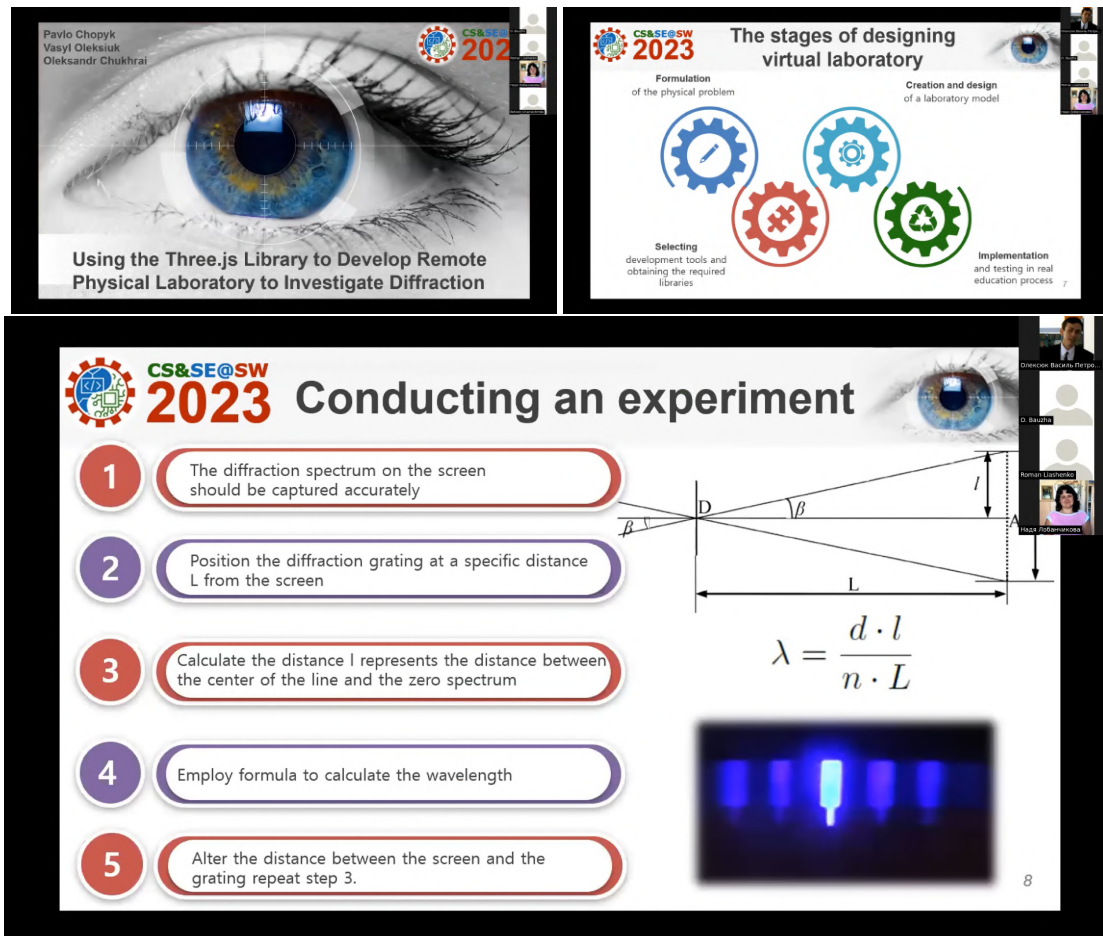 Pavlo Chopyk
Vasyl Oleksiuk
Oleksandr Chukhrai
CS&SE@SW
202
Using the Three.js Library to Develop Remote
Physical Laboratory to Investigate Diffraction
CS&SE@SW
2023
The stages of designing
virtual laboratory
Formulation
of the physical problem
Creation and design
of a laboratory model
Selecting
development tools and
obtaining the required
libraries
Implementation
and testing in real
education process
7
CS&SE@SW
2023
Conducting an experiment
1
The diffraction spectrum on the screen
should be captured accurately
2
Position the diffraction grating at a specific distance
L from the screen
3
Calculate the distance l represents the distance between
the center of the line and the zero spectrum
4
Employ formula to calculate the wavelength
5
Alter the distance between the screen and the
grating repeat step 3.
D
β
β
l
A
L
λ = d · l / n · L
8
Олексюк Василь Петро...
O. Bauzha
Roman Liashenko
Надя Лобанчикова